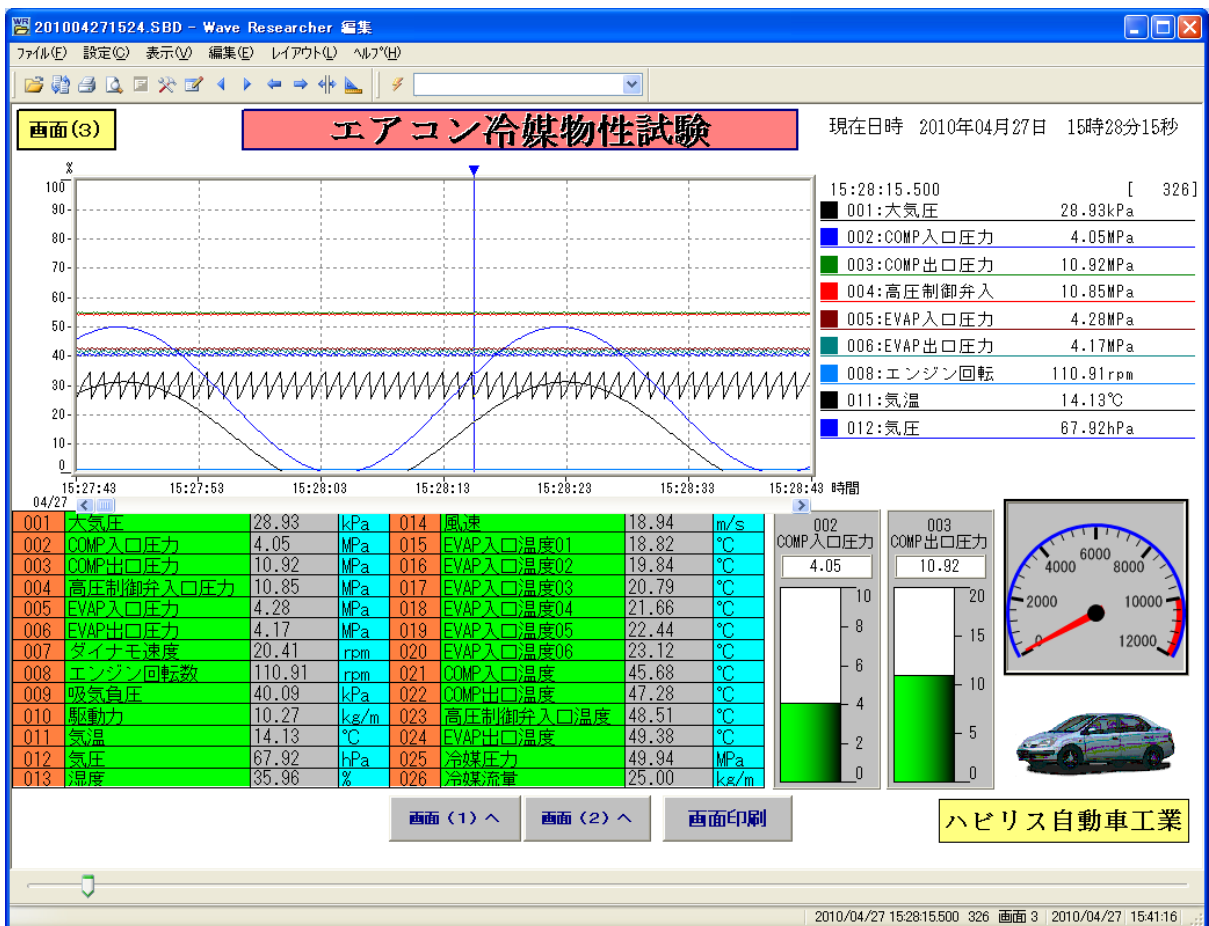 201004271524.SBD - Wave Researcher 編集
ファイル(F) 設定(C) 表示(V) 編集(E) レイアウト(L) ヘルプ(H)
画面(3)
エアコン冷媒物性試験
現在日時 2010年04月27日 15時28分15秒
%
100
90
80
70
60
50
40
30
20
10
0
15:27:43 15:27:53 15:28:03 15:28:13 15:28:23 15:28:33 15:28:43 時間
04/27
15:28:15.500 [ 326]
001:大気圧 28.93kPa
002:COMP入口圧力 4.05MPa
003:COMP出口圧力 10.92MPa
004:高圧制御弁入 10.85MPa
005:EVAP入口圧力 4.28MPa
006:EVAP出口圧力 4.17MPa
008:エンジン回転 110.91rpm
011:気温 14.13℃
012:気圧 67.92hPa
001 大気圧 28.93 kPa 014 風速 18.94 m/s
002 COMP入口圧力 4.05 MPa 015 EVAP入口温度01 18.82 ℃
003 COMP出口圧力 10.92 MPa 016 EVAP入口温度02 19.84 ℃
004 高圧制御弁入口圧力 10.85 MPa 017 EVAP入口温度03 20.79 ℃
005 EVAP入口圧力 4.28 MPa 018 EVAP入口温度04 21.66 ℃
006 EVAP出口圧力 4.17 MPa 019 EVAP入口温度05 22.44 ℃
007 ダイナモ速度 20.41 rpm 020 EVAP入口温度06 23.12 ℃
008 エンジン回転数 110.91 rpm 021 COMP入口温度 45.68 ℃
009 吸気負圧 40.09 kPa 022 COMP出口温度 47.28 ℃
010 駆動力 10.27 kg/m 023 高圧制御弁入口温度 48.51 ℃
011 気温 14.13 ℃ 024 EVAP出口温度 49.38 ℃
012 気圧 67.92 hPa 025 冷媒圧力 49.94 MPa
013 湿度 35.96 % 026 冷媒流量 25.00 kg/m
002
COMP入口圧力
4.05
10
8
6
4
2
0
003
COMP出口圧力
10.92
20
15
10
5
0
0 2000 4000 6000 8000 10000 12000
画面(1)へ 画面(2)へ 画面印刷
ハビリス自動車工業
2010/04/27 15:28:15.500 326 画面 3 2010/04/27 15:41:16